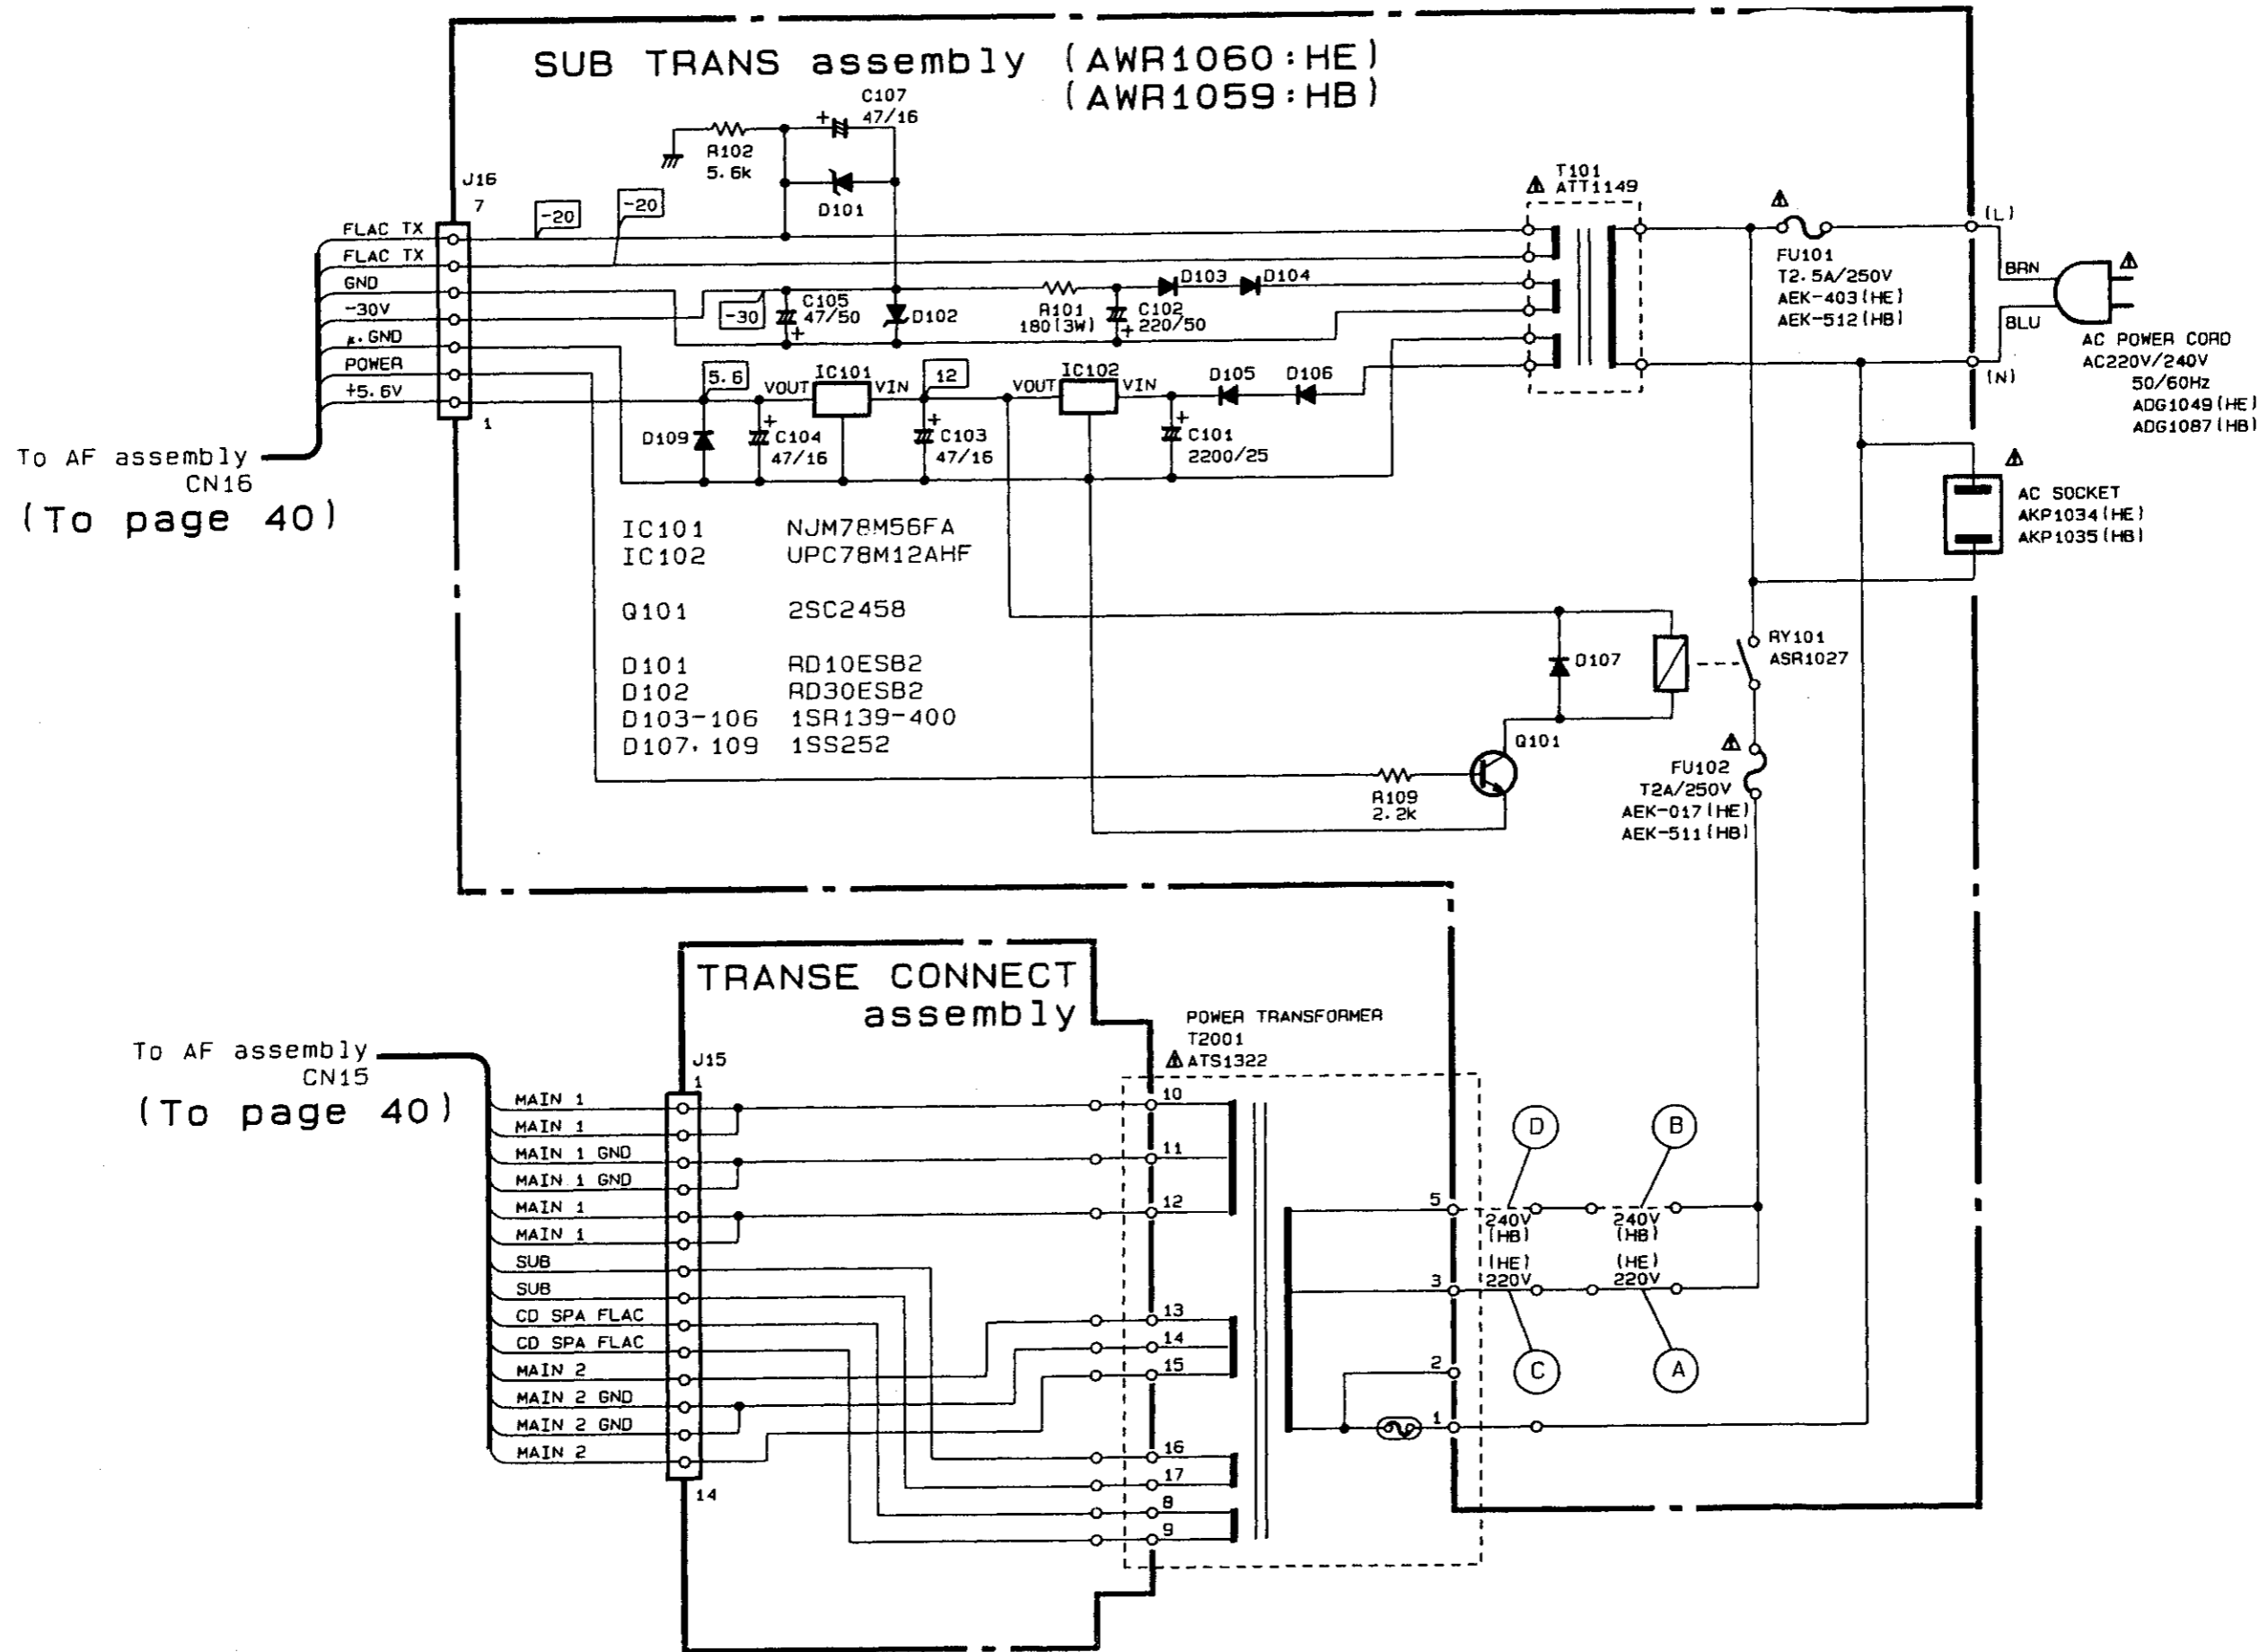 SUB TRANS assembly (AWR1060:HE)
(AWR1059:HB)
C107
47/16
+
R102
5.6k
D101
J16
7
-20
-20
T101
ATT1149
(L)
FLAC TX
FLAC TX
GND
-30V
μ.GND
POWER
+5.6V
1
To AF assembly
CN16
(To page 40)
-30
C105
47/50
+
D102
R101
180(3W)
C102
220/50
+
D103
D104
FU101
T2.5A/250V
AEK-403(HE)
AEK-512(HB)
BRN
BLU
(N)
AC POWER CORD
AC220V/240V
50/60Hz
ADG1049(HE)
ADG1087(HB)
5.6
VOUT
IC101
VIN
12
VOUT
IC102
VIN
D105
D106
D109
+
C104
47/16
+
C103
47/16
+
C101
2200/25
AC SOCKET
AKP1034(HE)
AKP1035(HB)
IC101 NJM78M56FA
IC102 UPC78M12AHF
Q101 2SC2458
D101 RD10ESB2
D102 RD30ESB2
D103-106 1SR139-400
D107,109 1SS252
D107
RY101
ASR1027
Q101
R109
2.2k
FU102
T2A/250V
AEK-017(HE)
AEK-511(HB)
TRANSE CONNECT
assembly
POWER TRANSFORMER
T2001
ATS1322
To AF assembly
CN15
(To page 40)
J15
1
MAIN 1
MAIN 1
MAIN 1 GND
MAIN 1 GND
MAIN 1
MAIN 1
SUB
SUB
CD SPA FLAC
CD SPA FLAC
MAIN 2
MAIN 2 GND
MAIN 2 GND
MAIN 2
14
10
11
12
13
14
15
16
17
8
9
5
3
2
1
D
B
240V
(HB)
240V
(HB)
(HE)
220V
(HE)
220V
C
A